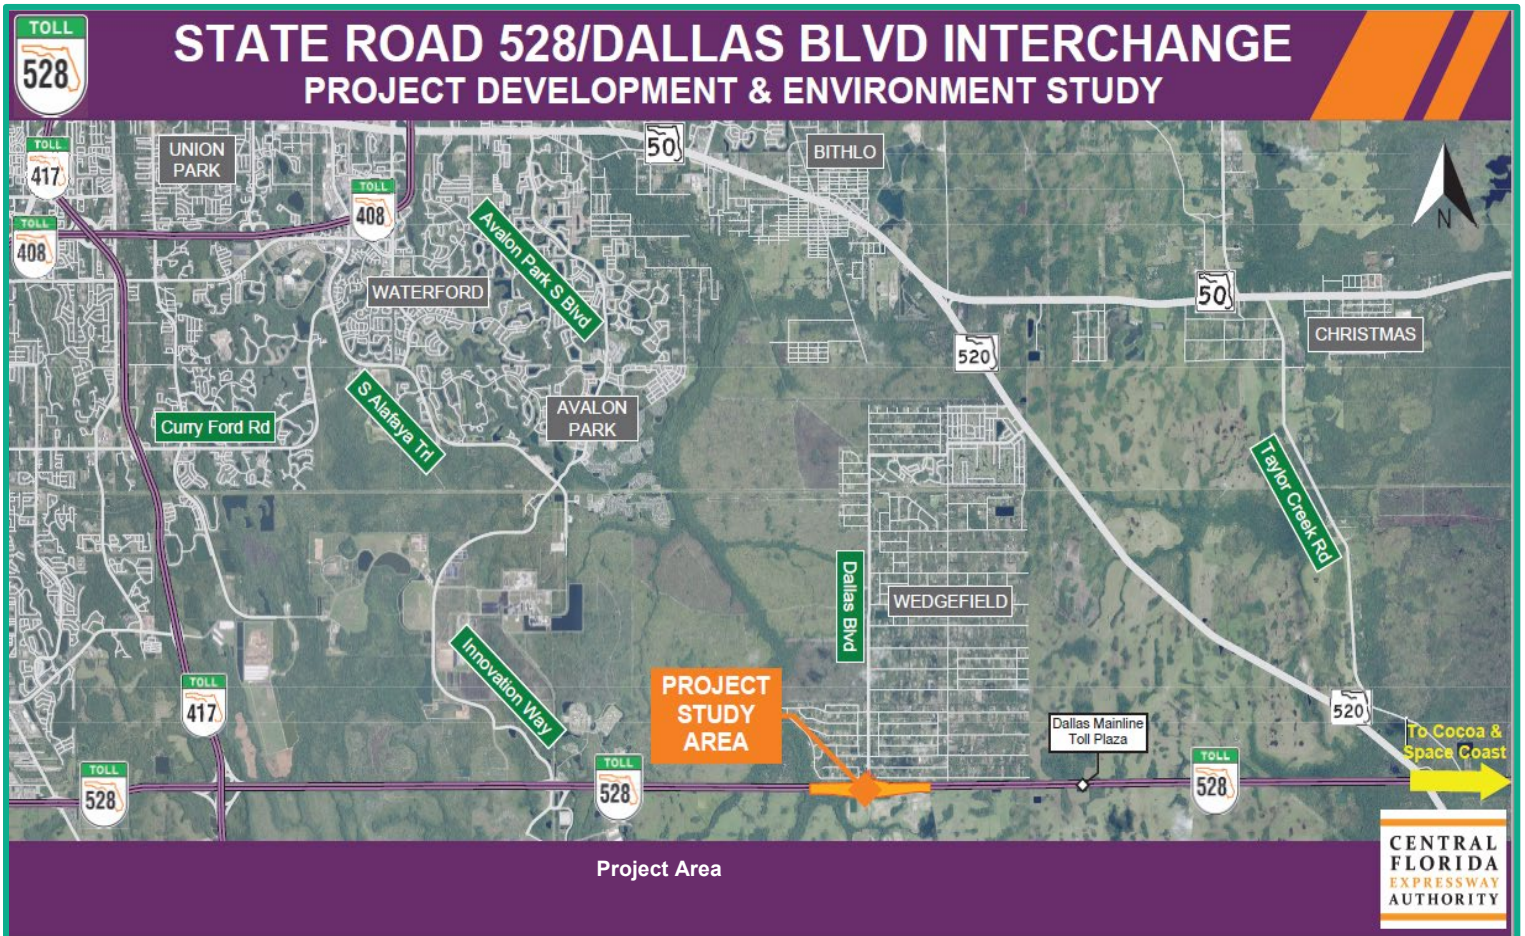 TOLL
528
STATE ROAD 528/DALLAS BLVD INTERCHANGE
PROJECT DEVELOPMENT & ENVIRONMENT STUDY
TOLL
417
UNION
PARK
TOLL
408
TOLL
408
50
BITHLO
N
Avalon Park S Blvd
WATERFORD
50
CHRISTMAS
520
S Alafaya Trl
Curry Ford Rd
AVALON
PARK
Taylor Creek Rd
Dallas Blvd
WEDGEFIELD
Innovation Way
PROJECT
STUDY
AREA
TOLL
417
520
Dallas Mainline
Toll Plaza
To Cocoa &
Space Coast
TOLL
528
TOLL
528
TOLL
528
Project Area
CENTRAL
FLORIDA
EXPRESSWAY
AUTHORITY